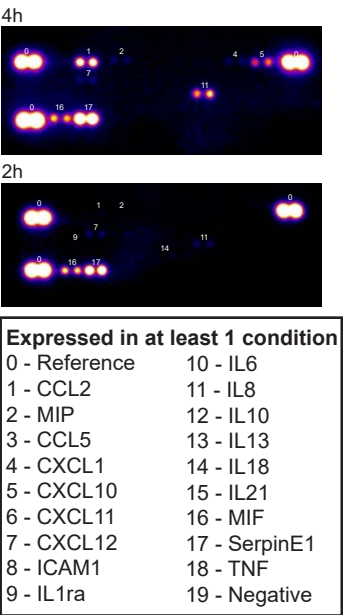 4h
0 1 2 4 5 0
7
11
0 16 17
2h
0 1 2 0
7
9 11
14
0 16 17
Expressed in at least 1 condition
0 - Reference
1 - CCL2
2 - MIP
3 - CCL5
4 - CXCL1
5 - CXCL10
6 - CXCL11
7 - CXCL12
8 - ICAM1
9 - IL1ra
10 - IL6
11 - IL8
12 - IL10
13 - IL13
14 - IL18
15 - IL21
16 - MIF
17 - SerpinE1
18 - TNF
19 - Negative